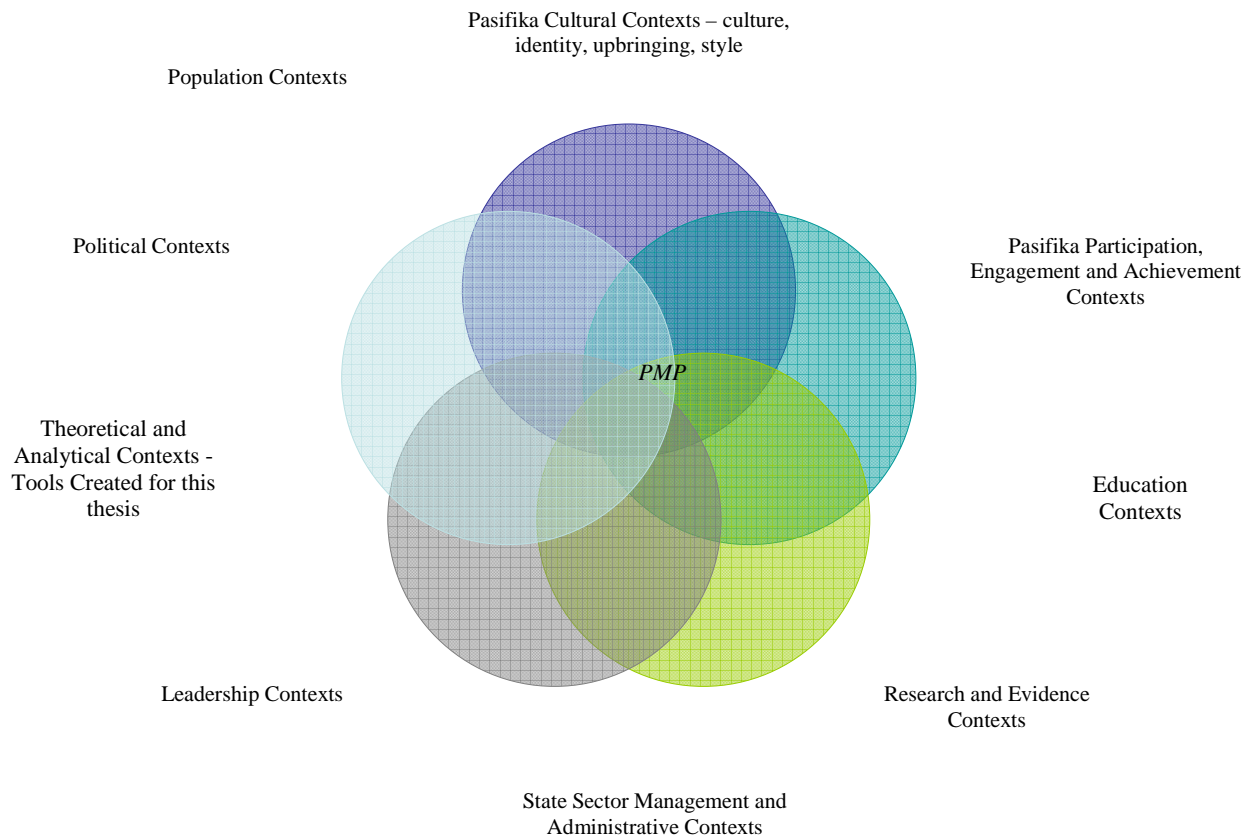 Pasifika Cultural Contexts – culture,
identity, upbringing, style
Population Contexts
Political Contexts
Pasifika Participation,
Engagement and Achievement
Contexts
PMP
Theoretical and
Analytical Contexts -
Tools Created for this
thesis
Education
Contexts
Leadership Contexts
Research and Evidence
Contexts
State Sector Management and
Administrative Contexts